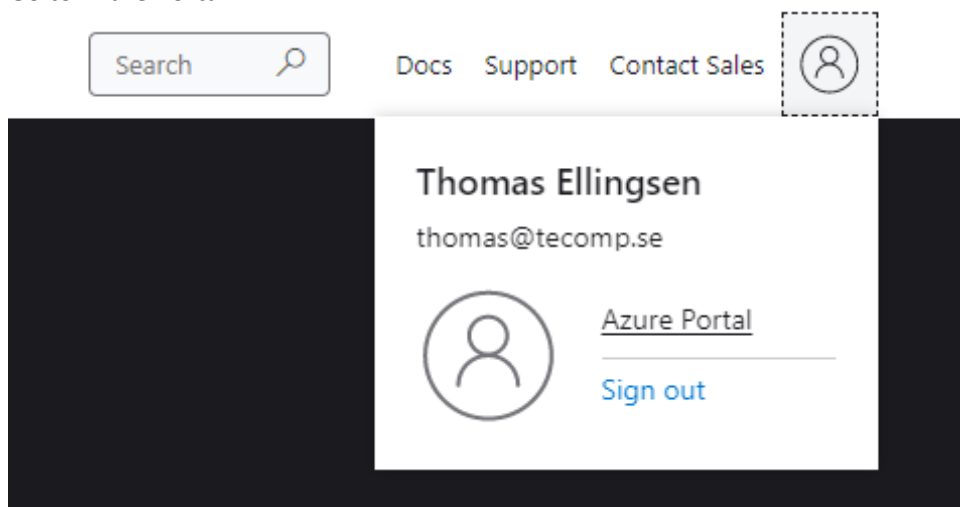 Search
Docs Support Contact Sales
Thomas Ellingsen
thomas@tecomp.se
Azure Portal
Sign out